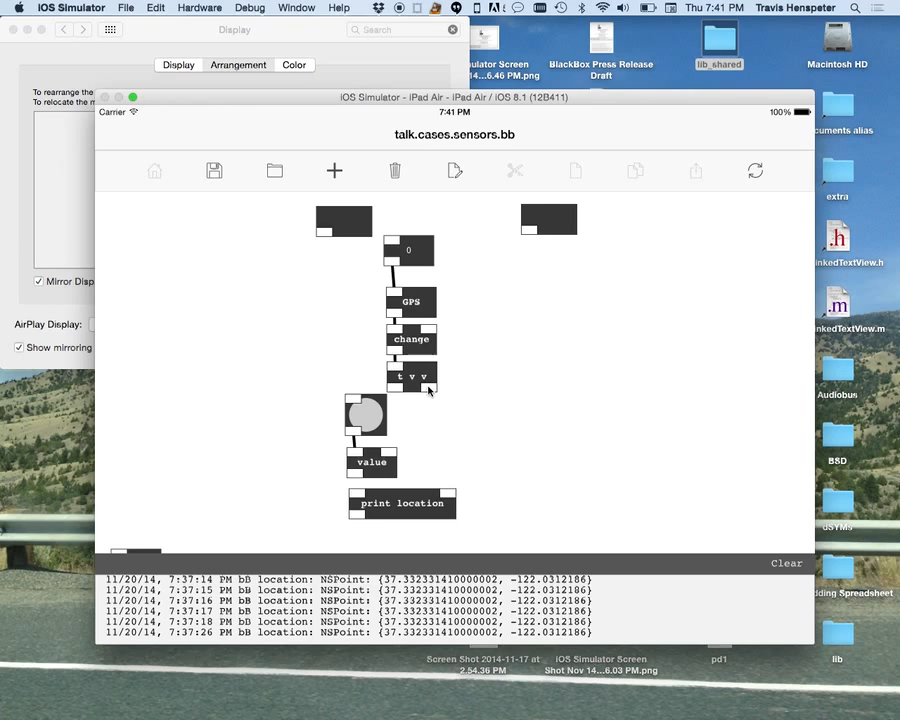 iOS Simulator File Edit Hardware Debug Window Help Thu 7:41 PM Travis Henspeter
Display
Search
Display Arrangement Color
To rearrange the
To relocate the
Mirror Disp
AirPlay Display:
Show mirroring
iOS Simulator - iPad Air - iPad Air / iOS 8.1 (12B411)
Carrier 7:41 PM 100%
talk.cases.sensors.bb
0
GPS
change
t v v
value
print location
Clear
11/20/14, 7:37:14 PM bB location: NSPoint: {37.332331410000002, -122.0312186}
11/20/14, 7:37:15 PM bB location: NSPoint: {37.332331410000002, -122.0312186}
11/20/14, 7:37:16 PM bB location: NSPoint: {37.332331410000002, -122.0312186}
11/20/14, 7:37:17 PM bB location: NSPoint: {37.332331410000002, -122.0312186}
11/20/14, 7:37:18 PM bB location: NSPoint: {37.332331410000002, -122.0312186}
11/20/14, 7:37:26 PM bB location: NSPoint: {37.332331410000002, -122.0312186}
ulator Screen
14...6.46 PM.png
BlackBox Press Release
Draft
lib_shared
Macintosh HD
cuments alias
extra
inkedTextView.h
inkedTextView.m
Audiobus
BSD
dSYMs
dding Spreadsheet
lib
Screen Shot 2014-11-17 at
2.54.36 PM
iOS Simulator Screen
Shot Nov 14...6.03 PM.png
pd1